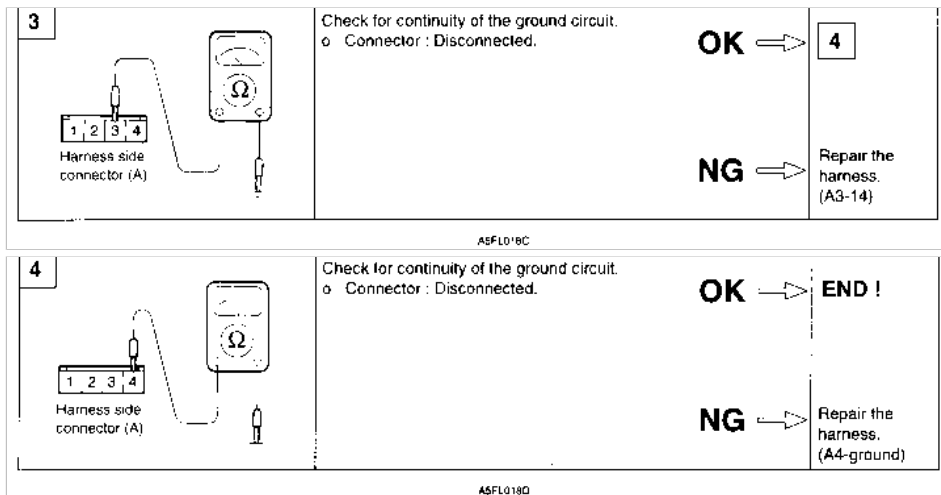 3
Check for continuity of the ground circuit.
o Connector : Disconnected.
OK
4
Ω
1 2 3 4
Harness side
connector (A)
NG
Repair the
harness.
(A3-14)
A5FL018C
4
Check for continuity of the ground circuit.
o Connector : Disconnected.
OK
END !
Ω
1 2 3 4
Harness side
connector (A)
NG
Repair the
harness.
(A4-ground)
A5FL018D